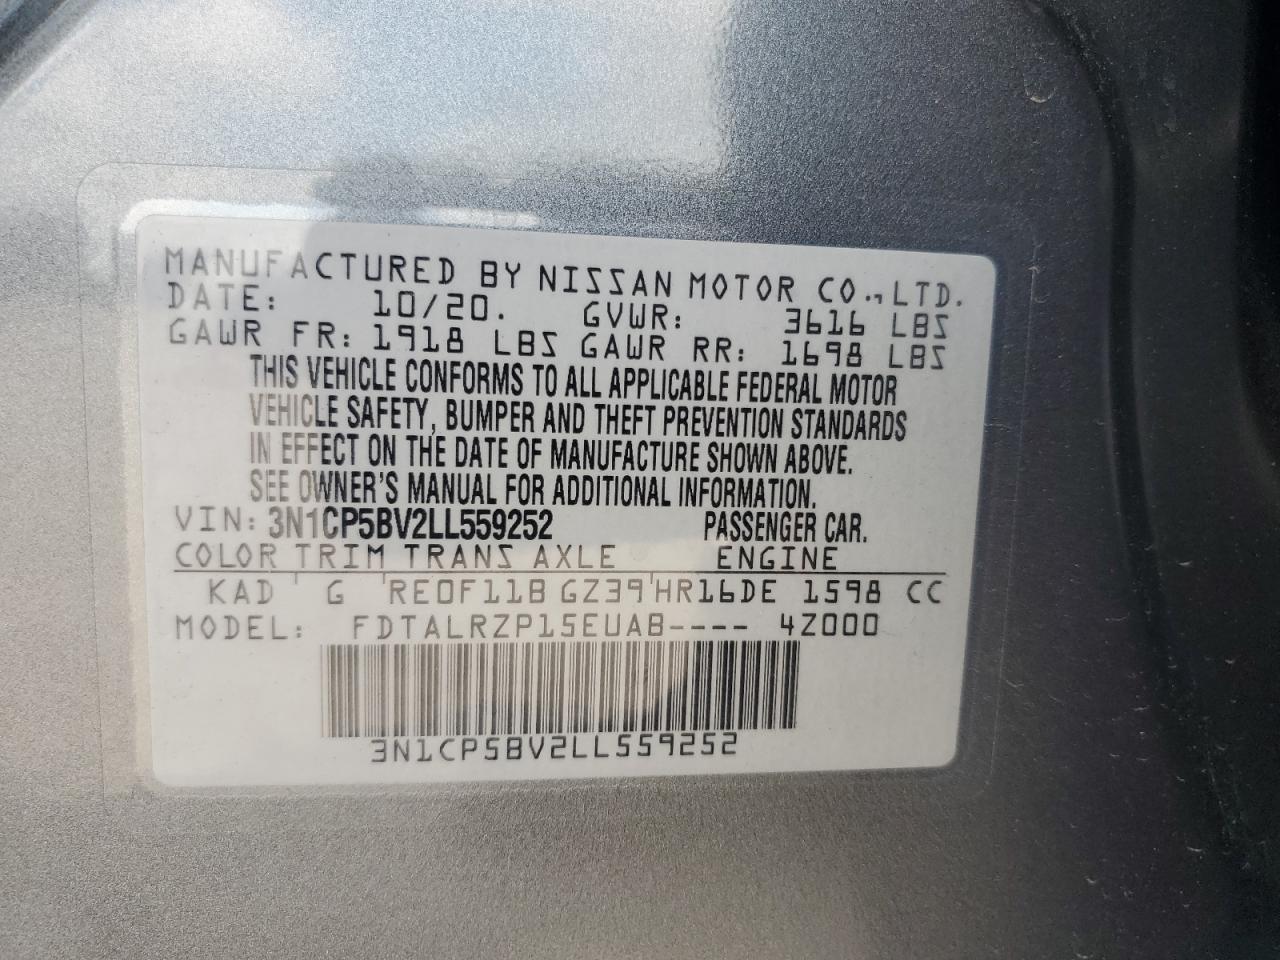 MANUFACTURED BY NISSAN MOTOR CO., LTD.
DATE: 10/20. GVWR: 3616 LBS
GAWR FR: 1918 LBS GAWR RR: 1698 LBS
THIS VEHICLE CONFORMS TO ALL APPLICABLE FEDERAL MOTOR
VEHICLE SAFETY, BUMPER AND THEFT PREVENTION STANDARDS
IN EFFECT ON THE DATE OF MANUFACTURE SHOWN ABOVE.
SEE OWNER'S MANUAL FOR ADDITIONAL INFORMATION.
VIN: 3N1CP5BV2LL559252 PASSENGER CAR.
COLOR TRIM TRANS AXLE ENGINE
KAD ' G 'RE0F11B GZ39'HR16DE 1598 CC
MODEL: FDTALRZP15EUAB---- 4Z000
3N1CP5BV2LL559252